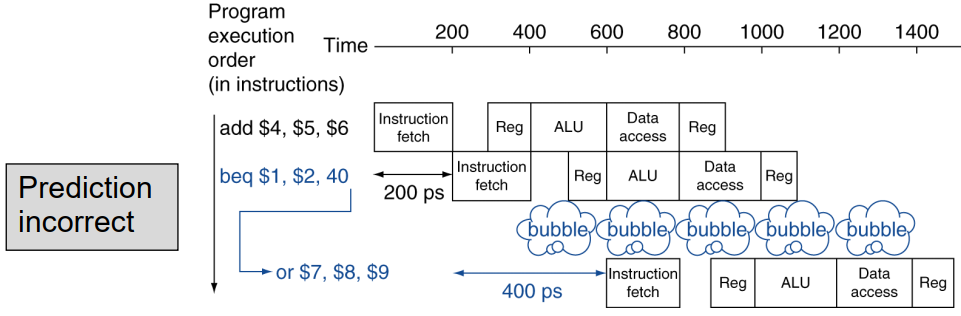 Program
execution
order
(in instructions)
Time
200 400 600 800 1000 1200 1400
add $4, $5, $6
Instruction
fetch
Reg
ALU
Data
access
Reg
beq $1, $2, 40
200 ps
Instruction
fetch
Reg
ALU
Data
access
Reg
Prediction
incorrect
bubble bubble bubble bubble bubble
or $7, $8, $9
400 ps
Instruction
fetch
Reg
ALU
Data
access
Reg